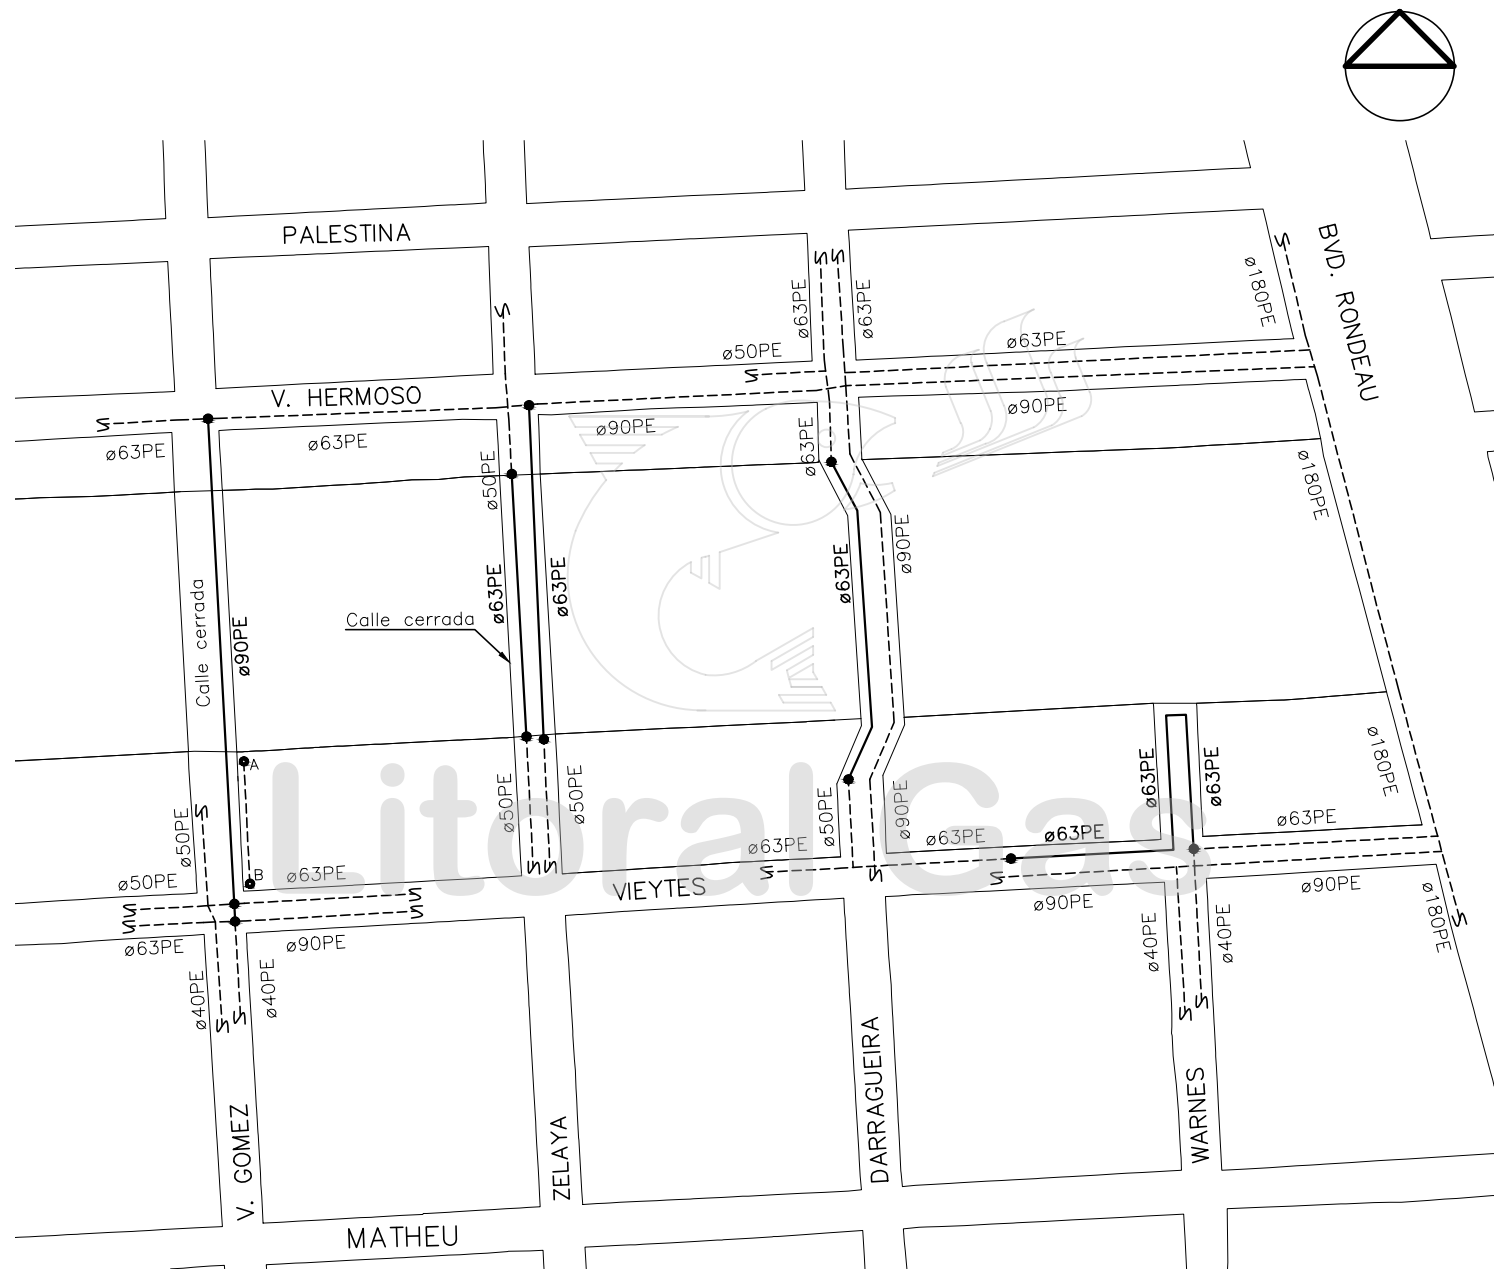 PALESTINA
BVD. RONDEAU
ø63PE
ø63PE
ø180PE
ø50PE
ø63PE
V. HERMOSO
ø63PE
ø63PE
ø90PE
ø90PE
ø63PE
ø50PE
ø180PE
ø90PE
ø63PE
ø63PE
ø63PE
Calle cerrada
Calle cerrada
ø90PE
ø180PE
A
Litoral Gas
ø50PE
ø50PE
ø63PE
ø63PE
ø50PE
ø90PE
ø50PE
ø63PE
ø63PE
ø63PE
ø63PE
B
ø50PE
ø63PE
VIEYTES
ø90PE
ø90PE
ø180PE
ø63PE
ø90PE
ø40PE
ø40PE
ø40PE
ø40PE
V. GOMEZ
ZELAYA
DARRAGUEIRA
WARNES
MATHEU